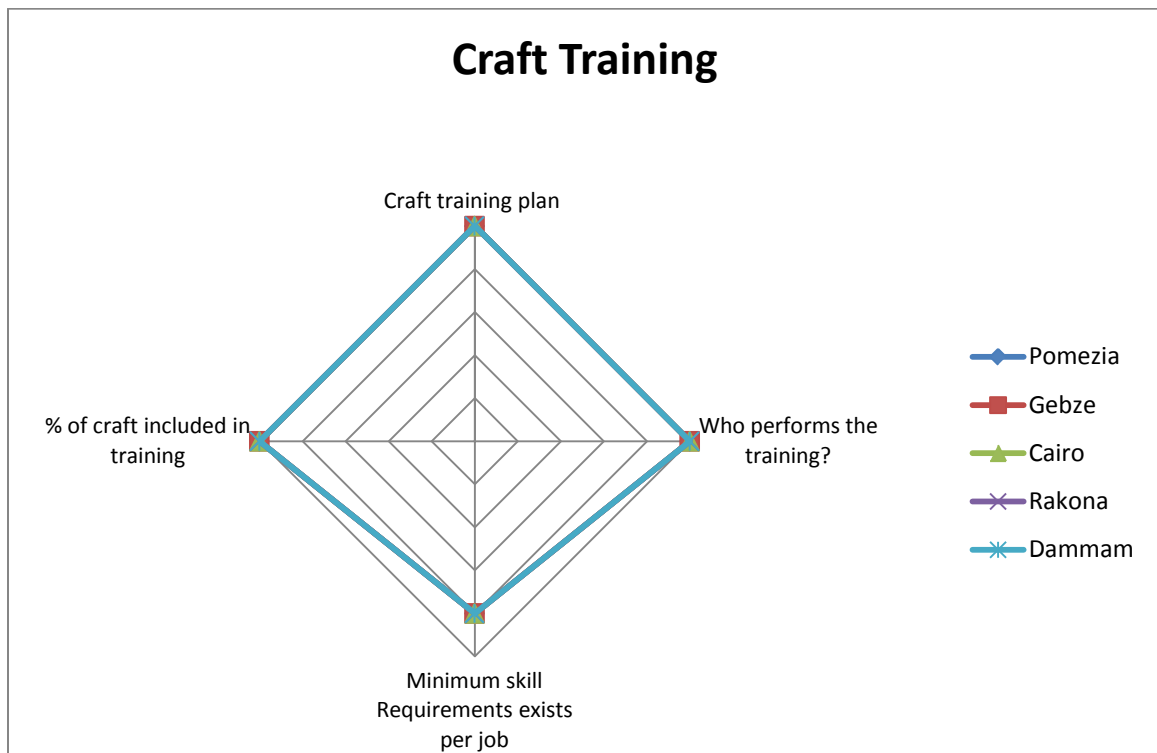 Craft Training
Craft training plan
Who performs the
training?
Minimum skill
Requirements exists
per job
% of craft included in
training
Pomezia
Gebze
Cairo
Rakona
Dammam